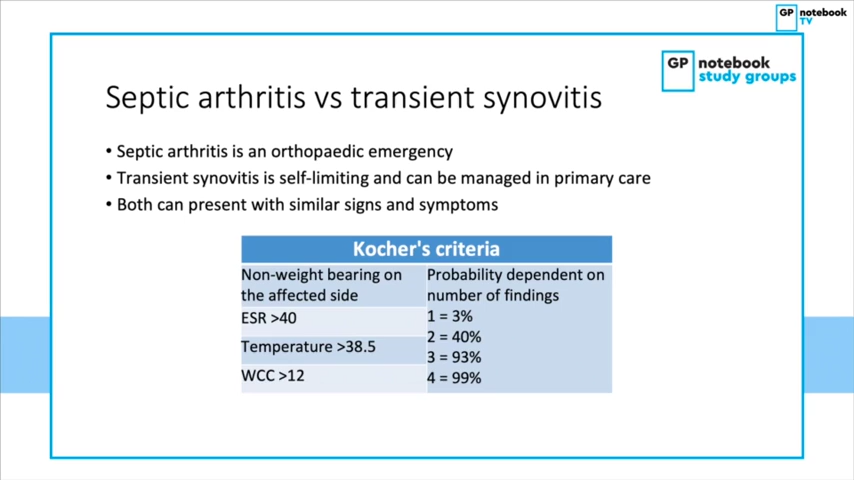 GP notebook
TV
GP notebook
study groups
Septic arthritis vs transient synovitis
• Septic arthritis is an orthopaedic emergency
• Transient synovitis is self-limiting and can be managed in primary care
• Both can present with similar signs and symptoms
Kocher's criteria
Non-weight bearing on
the affected side
ESR >40
Temperature >38.5
WCC >12
Probability dependent on
number of findings
1 = 3%
2 = 40%
3 = 93%
4 = 99%